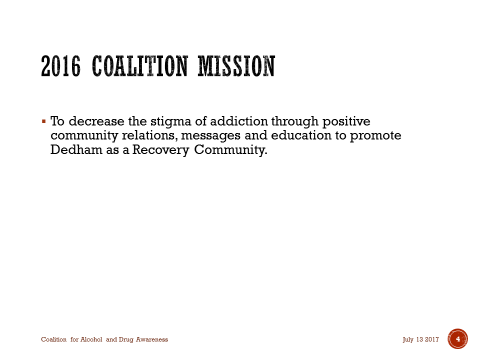 2016 COALITION MISSION
▪ To decrease the stigma of addiction through positive
community relations, messages and education to promote
Dedham as a Recovery Community.
Coalition for Alcohol and Drug Awareness
July 13 2017
4